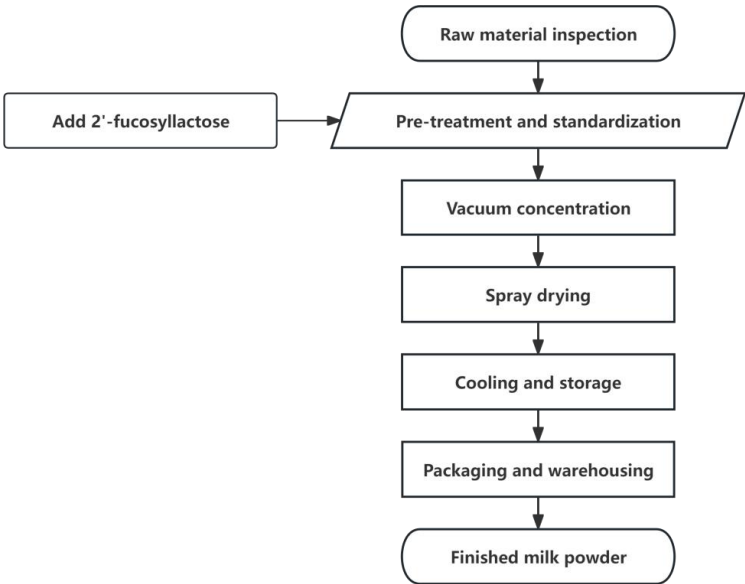 Raw material inspection
Add 2'-fucosyllactose
Pre-treatment and standardization
Vacuum concentration
Spray drying
Cooling and storage
Packaging and warehousing
Finished milk powder